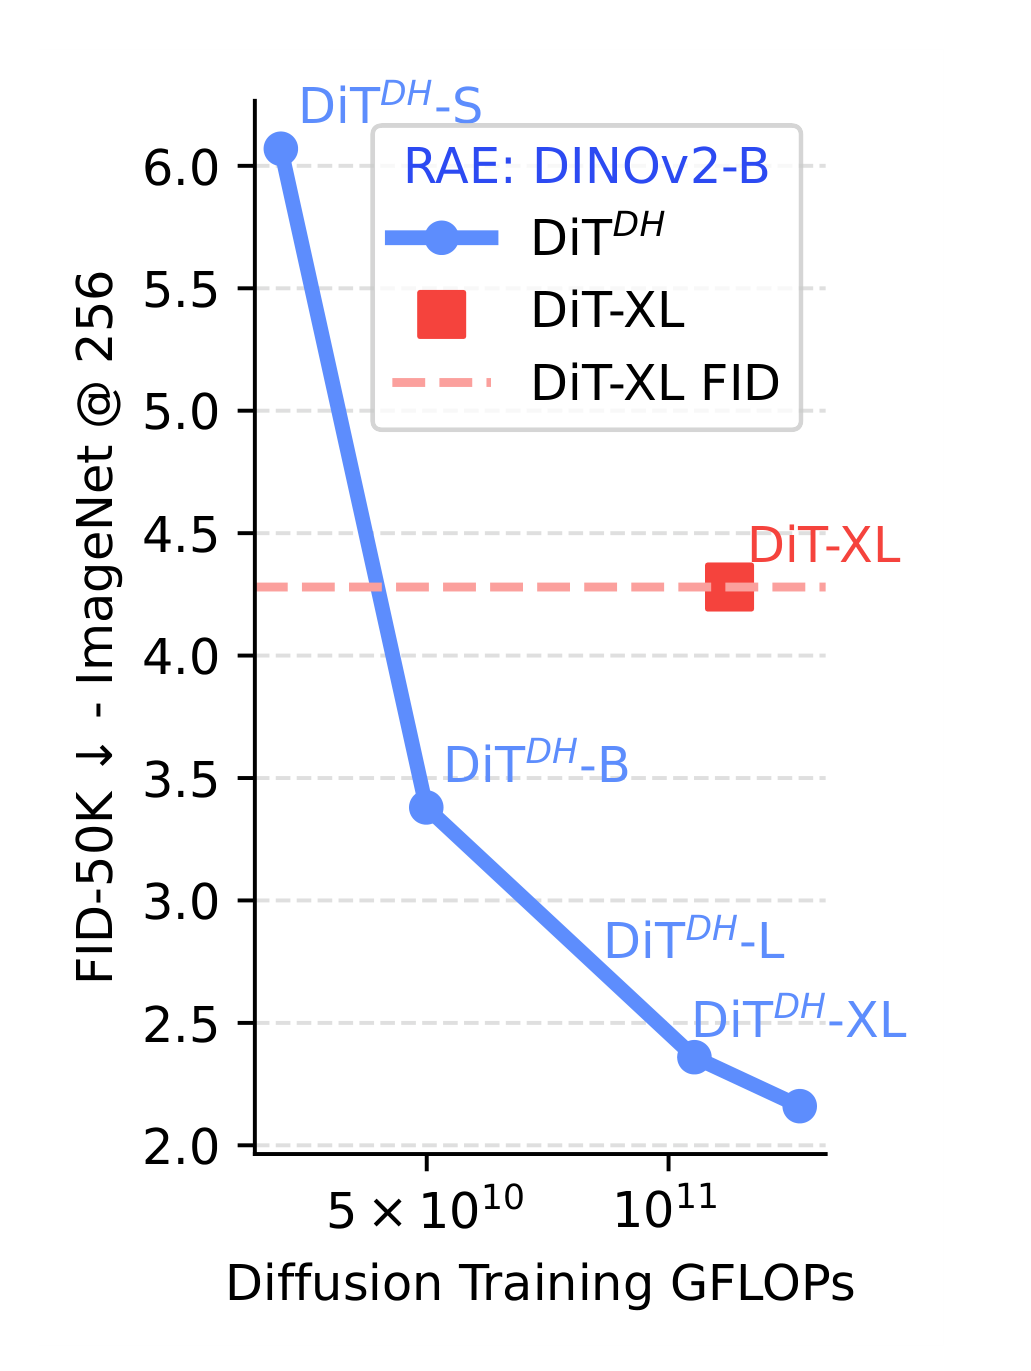 DiT^DH-S
RAE: DINOv2-B
DiT^DH
DiT-XL
DiT-XL FID
6.0
5.5
5.0
4.5
4.0
3.5
3.0
2.5
2.0
FID-50K ↓ - ImageNet @ 256
DiT-XL
DiT^DH-B
DiT^DH-L
DiT^DH-XL
5 × 10^10
10^11
Diffusion Training GFLOPs